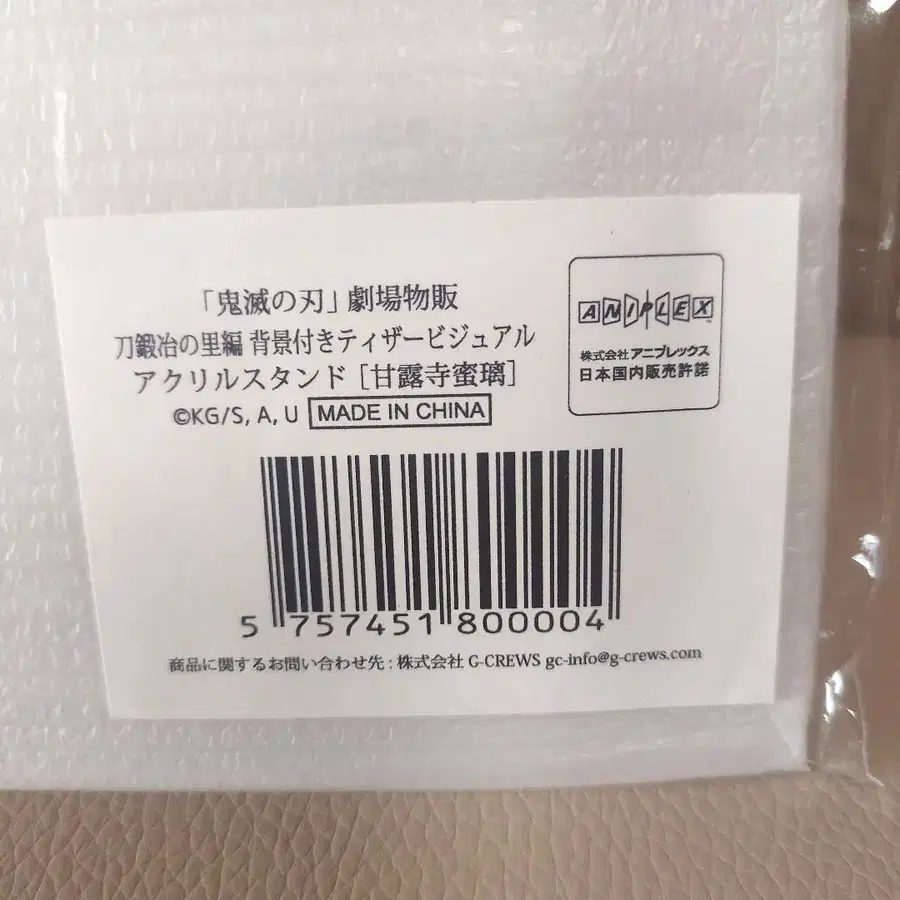 「鬼滅の刃」劇場物販
刀鍛冶の里編 背景付きティザービジュアル
アクリルスタンド [甘露寺蜜璃]
©KG/S, A, U MADE IN CHINA
ANIPLEX™
株式会社 アニプレックス
日本国内販売許諾
5 757451 800004
商品に関するお問い合わせ先 : 株式会社 G-CREWS gc-info@g-crews.com